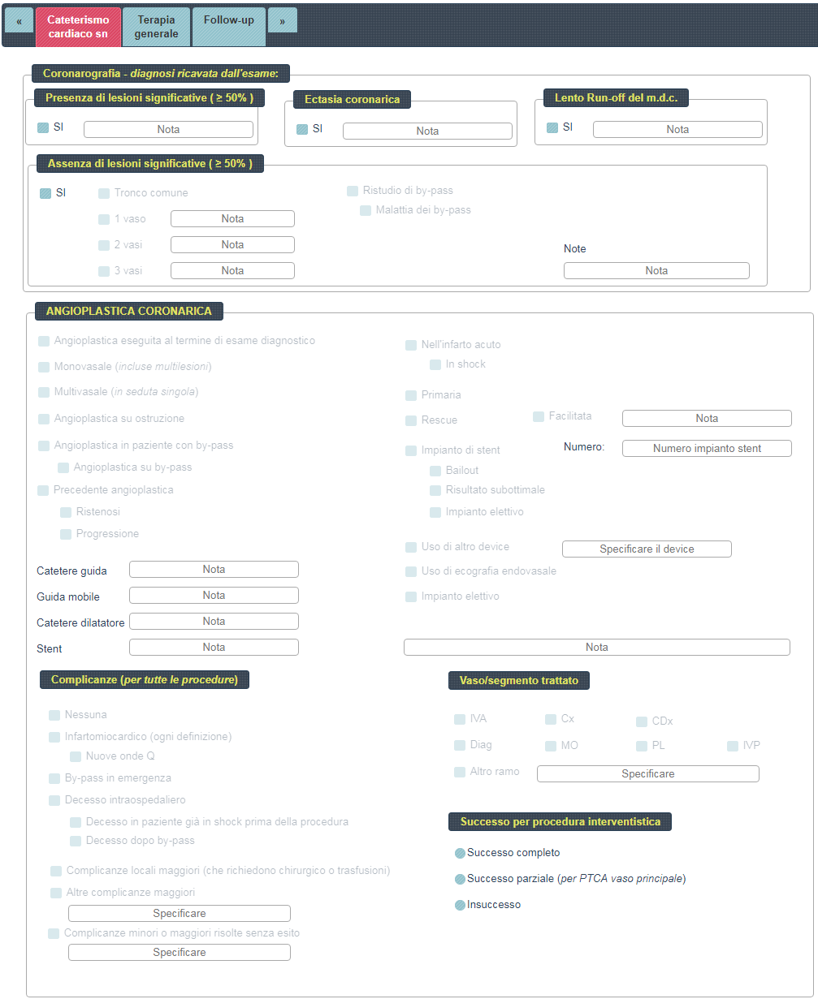 «
Cateterismo
cardiaco sn
Terapia
generale
Follow-up
»
Coronarografia - diagnosi ricavata dall'esame:
Presenza di lesioni significative ( ≥ 50% )
SI
Nota
Ectasia coronarica
SI
Nota
Lento Run-off del m.d.c.
SI
Nota
Assenza di lesioni significative ( ≥ 50% )
SI
Tronco comune
1 vaso
Nota
2 vasi
Nota
3 vasi
Nota
Ristudio di by-pass
Malattia dei by-pass
Note
Nota
ANGIOPLASTICA CORONARICA
Angioplastica eseguita al termine di esame diagnostico
Monovasale (incluse multilesioni)
Multivasale (in seduta singola)
Angioplastica su ostruzione
Angioplastica in paziente con by-pass
Angioplastica su by-pass
Precedente angioplastica
Ristenosi
Progressione
Catetere guida
Nota
Guida mobile
Nota
Catetere dilatatore
Nota
Stent
Nota
Nell'infarto acuto
In shock
Primaria
Rescue
Facilitata
Nota
Impianto di stent
Numero:
Numero impianto stent
Bailout
Risultato subottimale
Impianto elettivo
Uso di altro device
Specificare il device
Uso di ecografia endovasale
Impianto elettivo
Nota
Complicanze (per tutte le procedure)
Nessuna
Infartomiocardico (ogni definizione)
Nuove onde Q
By-pass in emergenza
Decesso intraospedaliero
Decesso in paziente già in shock prima della procedura
Decesso dopo by-pass
Complicanze locali maggiori (che richiedono chirurgico o trasfusioni)
Altre complicanze maggiori
Specificare
Complicanze minori o maggiori risolte senza esito
Specificare
Vaso/segmento trattato
IVA
Cx
CDx
Diag
MO
PL
IVP
Altro ramo
Specificare
Successo per procedura interventistica
Successo completo
Successo parziale (per PTCA vaso principale)
Insuccesso